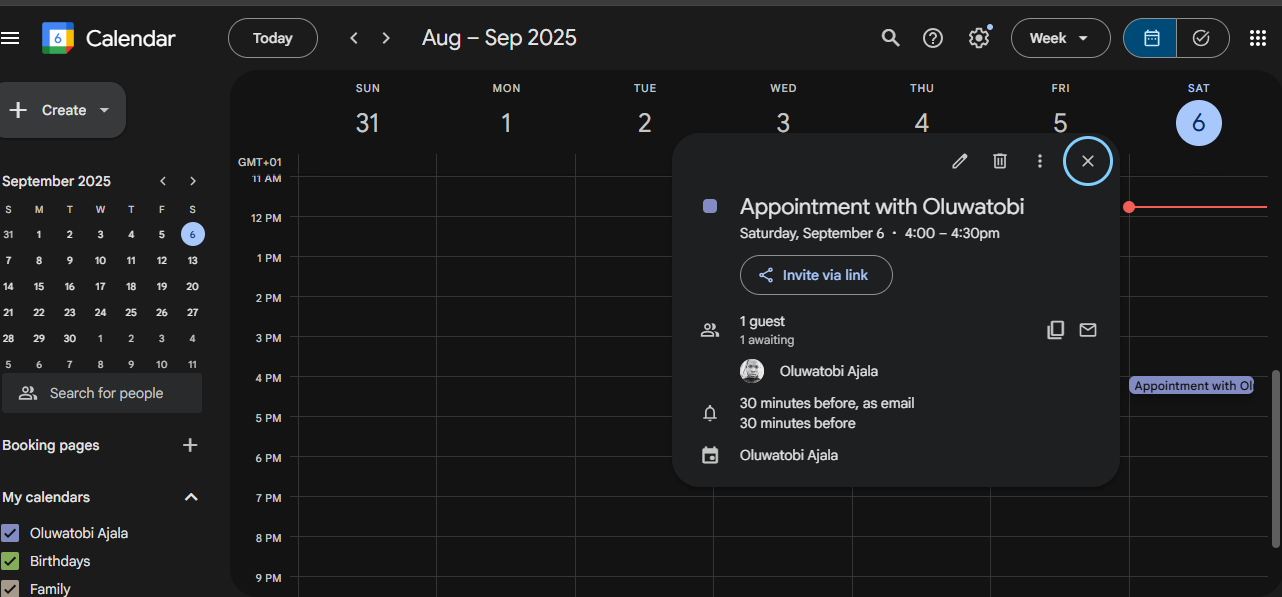 6
Calendar
Today
Aug – Sep 2025
Week
Create
September 2025
S M T W T F S
31 1 2 3 4 5 6
7 8 9 10 11 12 13
14 15 16 17 18 19 20
21 22 23 24 25 26 27
28 29 30 1 2 3 4
5 6 7 8 9 10 11
Search for people
Booking pages
My calendars
Oluwatobi Ajala
Birthdays
Family
SUN MON TUE WED THU FRI SAT
31 1 2 3 4 5 6
GMT+01
11 AM
12 PM
1 PM
2 PM
3 PM
4 PM
5 PM
6 PM
7 PM
8 PM
9 PM
Appointment with Oluwatobi
Saturday, September 6 · 4:00 – 4:30pm
Invite via link
1 guest
1 awaiting
Oluwatobi Ajala
30 minutes before, as email
30 minutes before
Oluwatobi Ajala
Appointment with